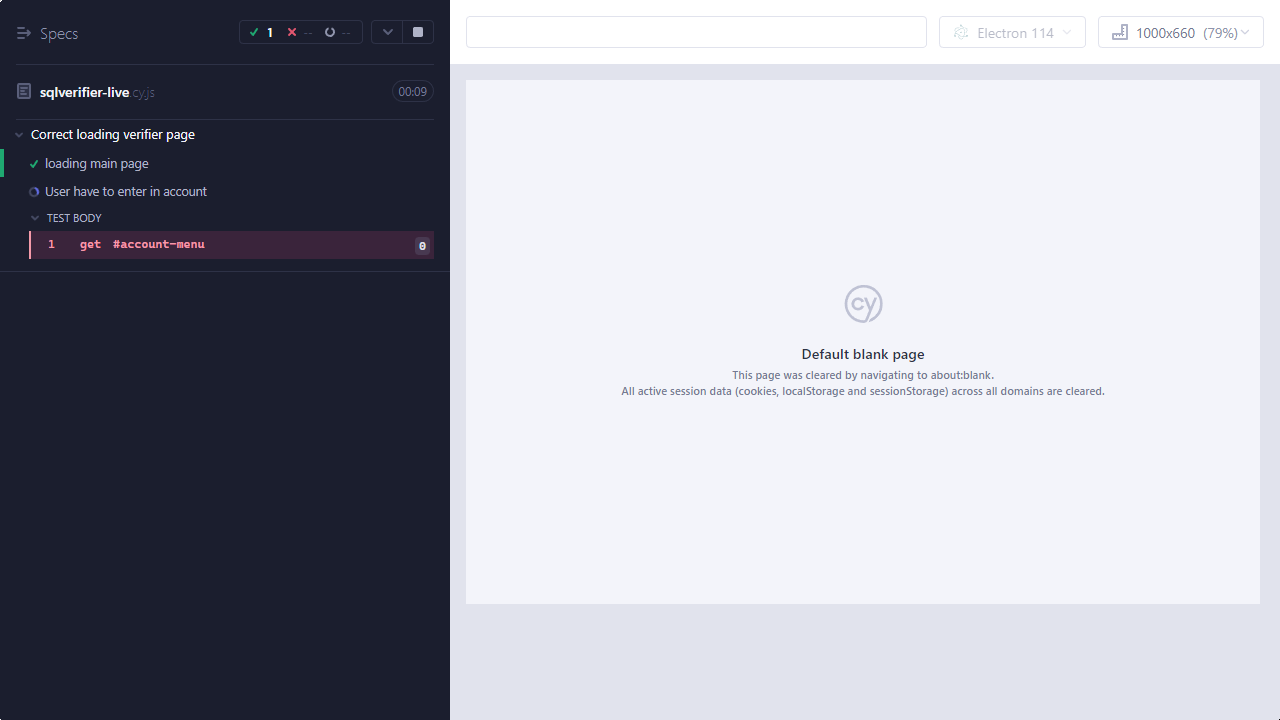 Specs
1 -- --
sqlverifier-live.cy.js
00:09
Correct loading verifier page
loading main page
User have to enter in account
TEST BODY
1 get #account-menu 0
Electron 114
1000x660 (79%)
cy
Default blank page
This page was cleared by navigating to about:blank.
All active session data (cookies, localStorage and sessionStorage) across all domains are cleared.